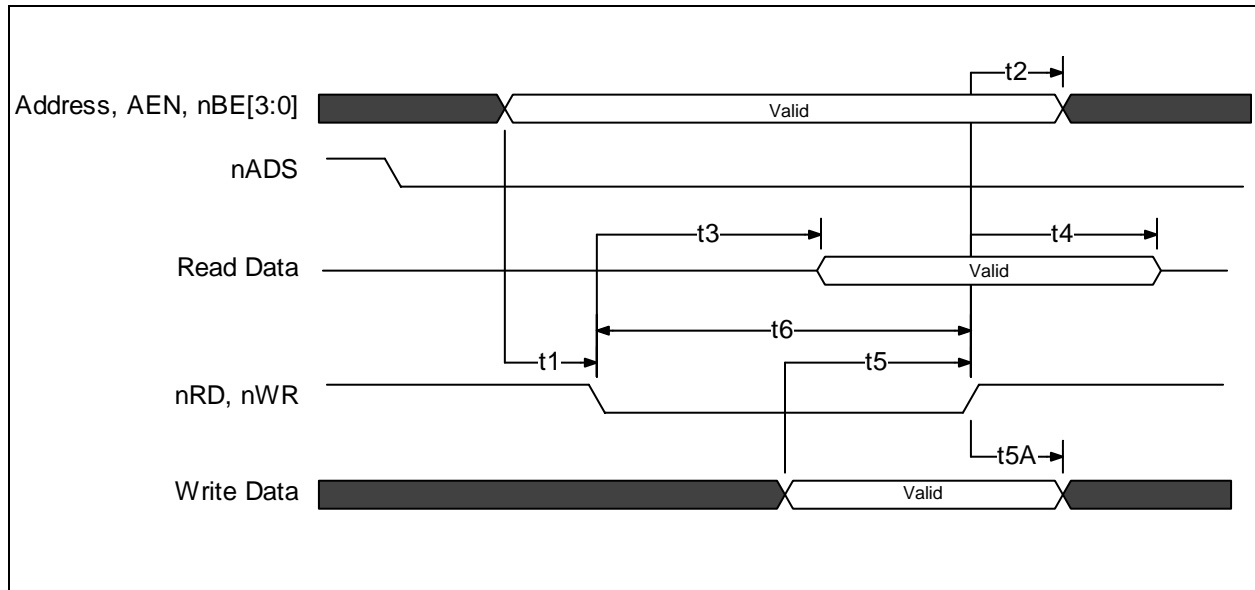 t2
Address, AEN, nBE[3:0]
Valid
nADS
t3
t4
Read Data
Valid
t6
t1
t5
nRD, nWR
t5A
Write Data
Valid